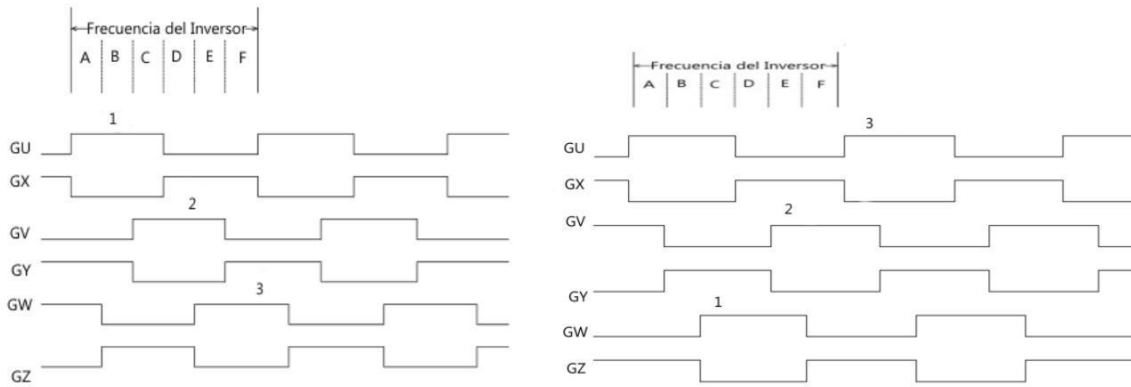 Frecuencia del Inversor
A B C D E F
1
GU
GX
2
GV
GY
3
GW
GZ
Frecuencia del Inversor
A B C D E F
3
GU
GX
2
GV
GY
1
GW
GZ